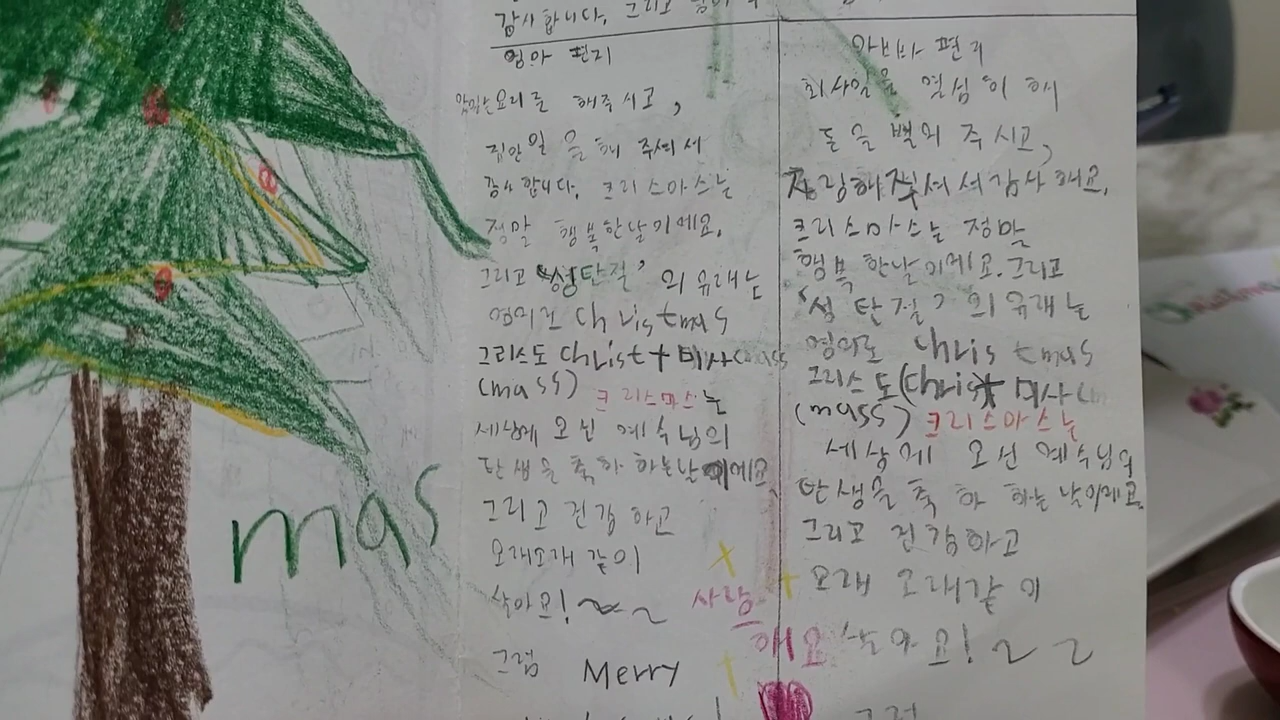 감사합니다. 그리고
엄마 편지
맛있는요리를 해주시고,
집안일 을 해 주셔서
감사합니다. 크리스마스는
정말 행복한날이에요.
그리고 '성탄절' 의 유래는
영어로 christmas
그리스도 christ + 미사(mass
(mass) 크리스마스는
세상에 오신 예수님의
탄생을 축하 하는날이에요.
그리고 건강 하고
오래오래 같이
살아요!~~
그럼 Merry
아빠 편지
회사일을 열심히 해
돈을 벌어 주시고,
크리스마스는 정말
행복 한날이에요.그리고
'성 탄절' 의 유래는
영어로 christmas
그리스도(christ+ 미사(
(mass) 크리스마스는
세상에 오신 예수님의
탄생을 축 하 하는 날이에요.
그리고 건강하고
오래 오래같이
살아요!~~
그럼
사랑
해요
mas